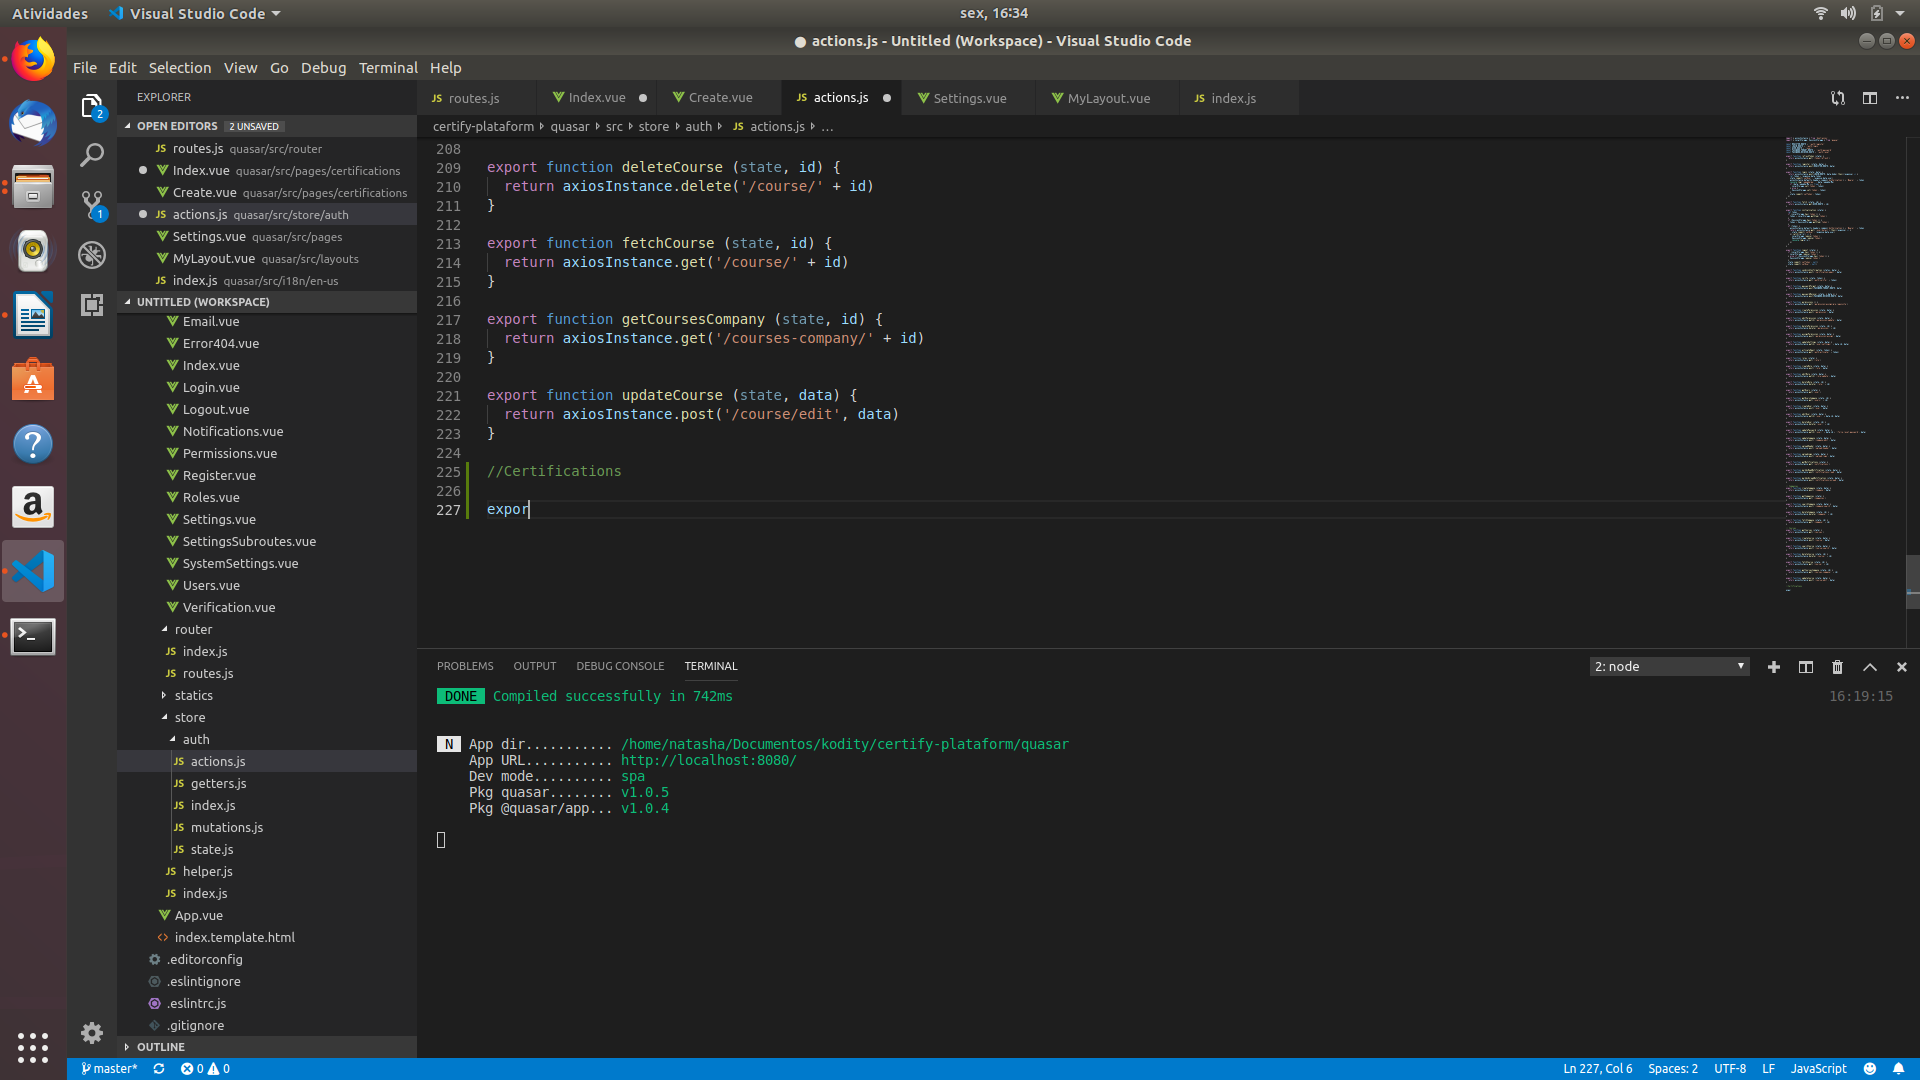 Atividades
Visual Studio Code
sex, 16:34
● actions.js - Untitled (Workspace) - Visual Studio Code
File Edit Selection View Go Debug Terminal Help
EXPLORER
OPEN EDITORS 2 UNSAVED
JS routes.js quasar/src/router
Index.vue quasar/src/pages/certifications
Create.vue quasar/src/pages/certifications
JS actions.js quasar/src/store/auth
Settings.vue quasar/src/pages
MyLayout.vue quasar/src/layouts
JS index.js quasar/src/i18n/en-us
UNTITLED (WORKSPACE)
Email.vue
Error404.vue
Index.vue
Login.vue
Logout.vue
Notifications.vue
Permissions.vue
Register.vue
Roles.vue
Settings.vue
SettingsSubroutes.vue
SystemSettings.vue
Users.vue
Verification.vue
router
JS index.js
JS routes.js
statics
store
auth
JS actions.js
JS getters.js
JS index.js
JS mutations.js
JS state.js
JS helper.js
JS index.js
App.vue
<> index.template.html
.editorconfig
.eslintignore
.eslintrc.js
.gitignore
OUTLINE
2
1
JS routes.js
Index.vue
Create.vue
JS actions.js
Settings.vue
MyLayout.vue
JS index.js
certify-plataform quasar src store auth JS actions.js ...
208
209 export function deleteCourse (state, id) {
210 return axiosInstance.delete('/course/' + id)
211 }
212
213 export function fetchCourse (state, id) {
214 return axiosInstance.get('/course/' + id)
215 }
216
217 export function getCoursesCompany (state, id) {
218 return axiosInstance.get('/courses-company/' + id)
219 }
220
221 export function updateCourse (state, data) {
222 return axiosInstance.post('/course/edit', data)
223 }
224
225 //Certifications
226
227 expor
PROBLEMS OUTPUT DEBUG CONSOLE TERMINAL
2: node
DONE Compiled successfully in 742ms
16:19:15
N App dir........... /home/natasha/Documentos/kodity/certify-plataform/quasar
App URL........... http://localhost:8080/
Dev mode.......... spa
Pkg quasar........ v1.0.5
Pkg @quasar/app... v1.0.4
master* 0 0
Ln 227, Col 6 Spaces: 2 UTF-8 LF JavaScript